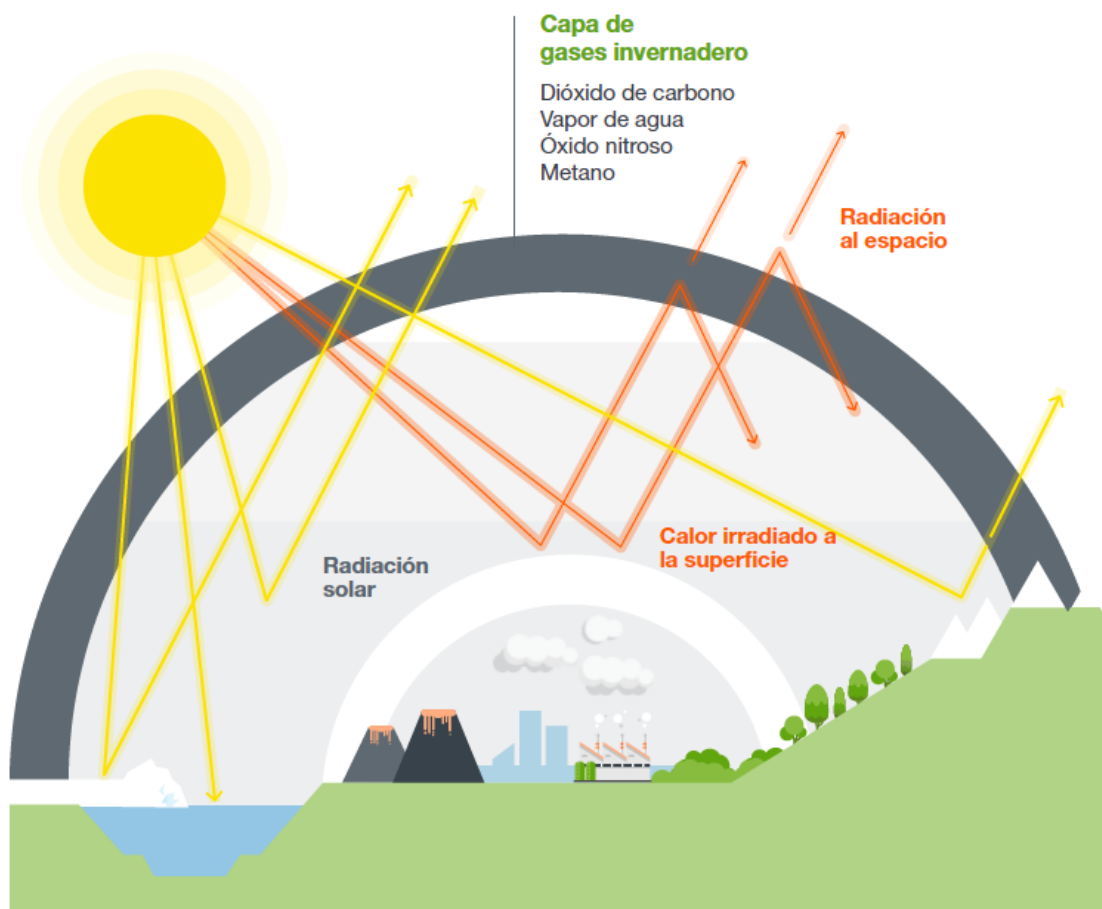 Capa de
gases invernadero
Dióxido de carbono
Vapor de agua
Óxido nitroso
Metano
Radiación
al espacio
Calor irradiado a
la superficie
Radiación
solar